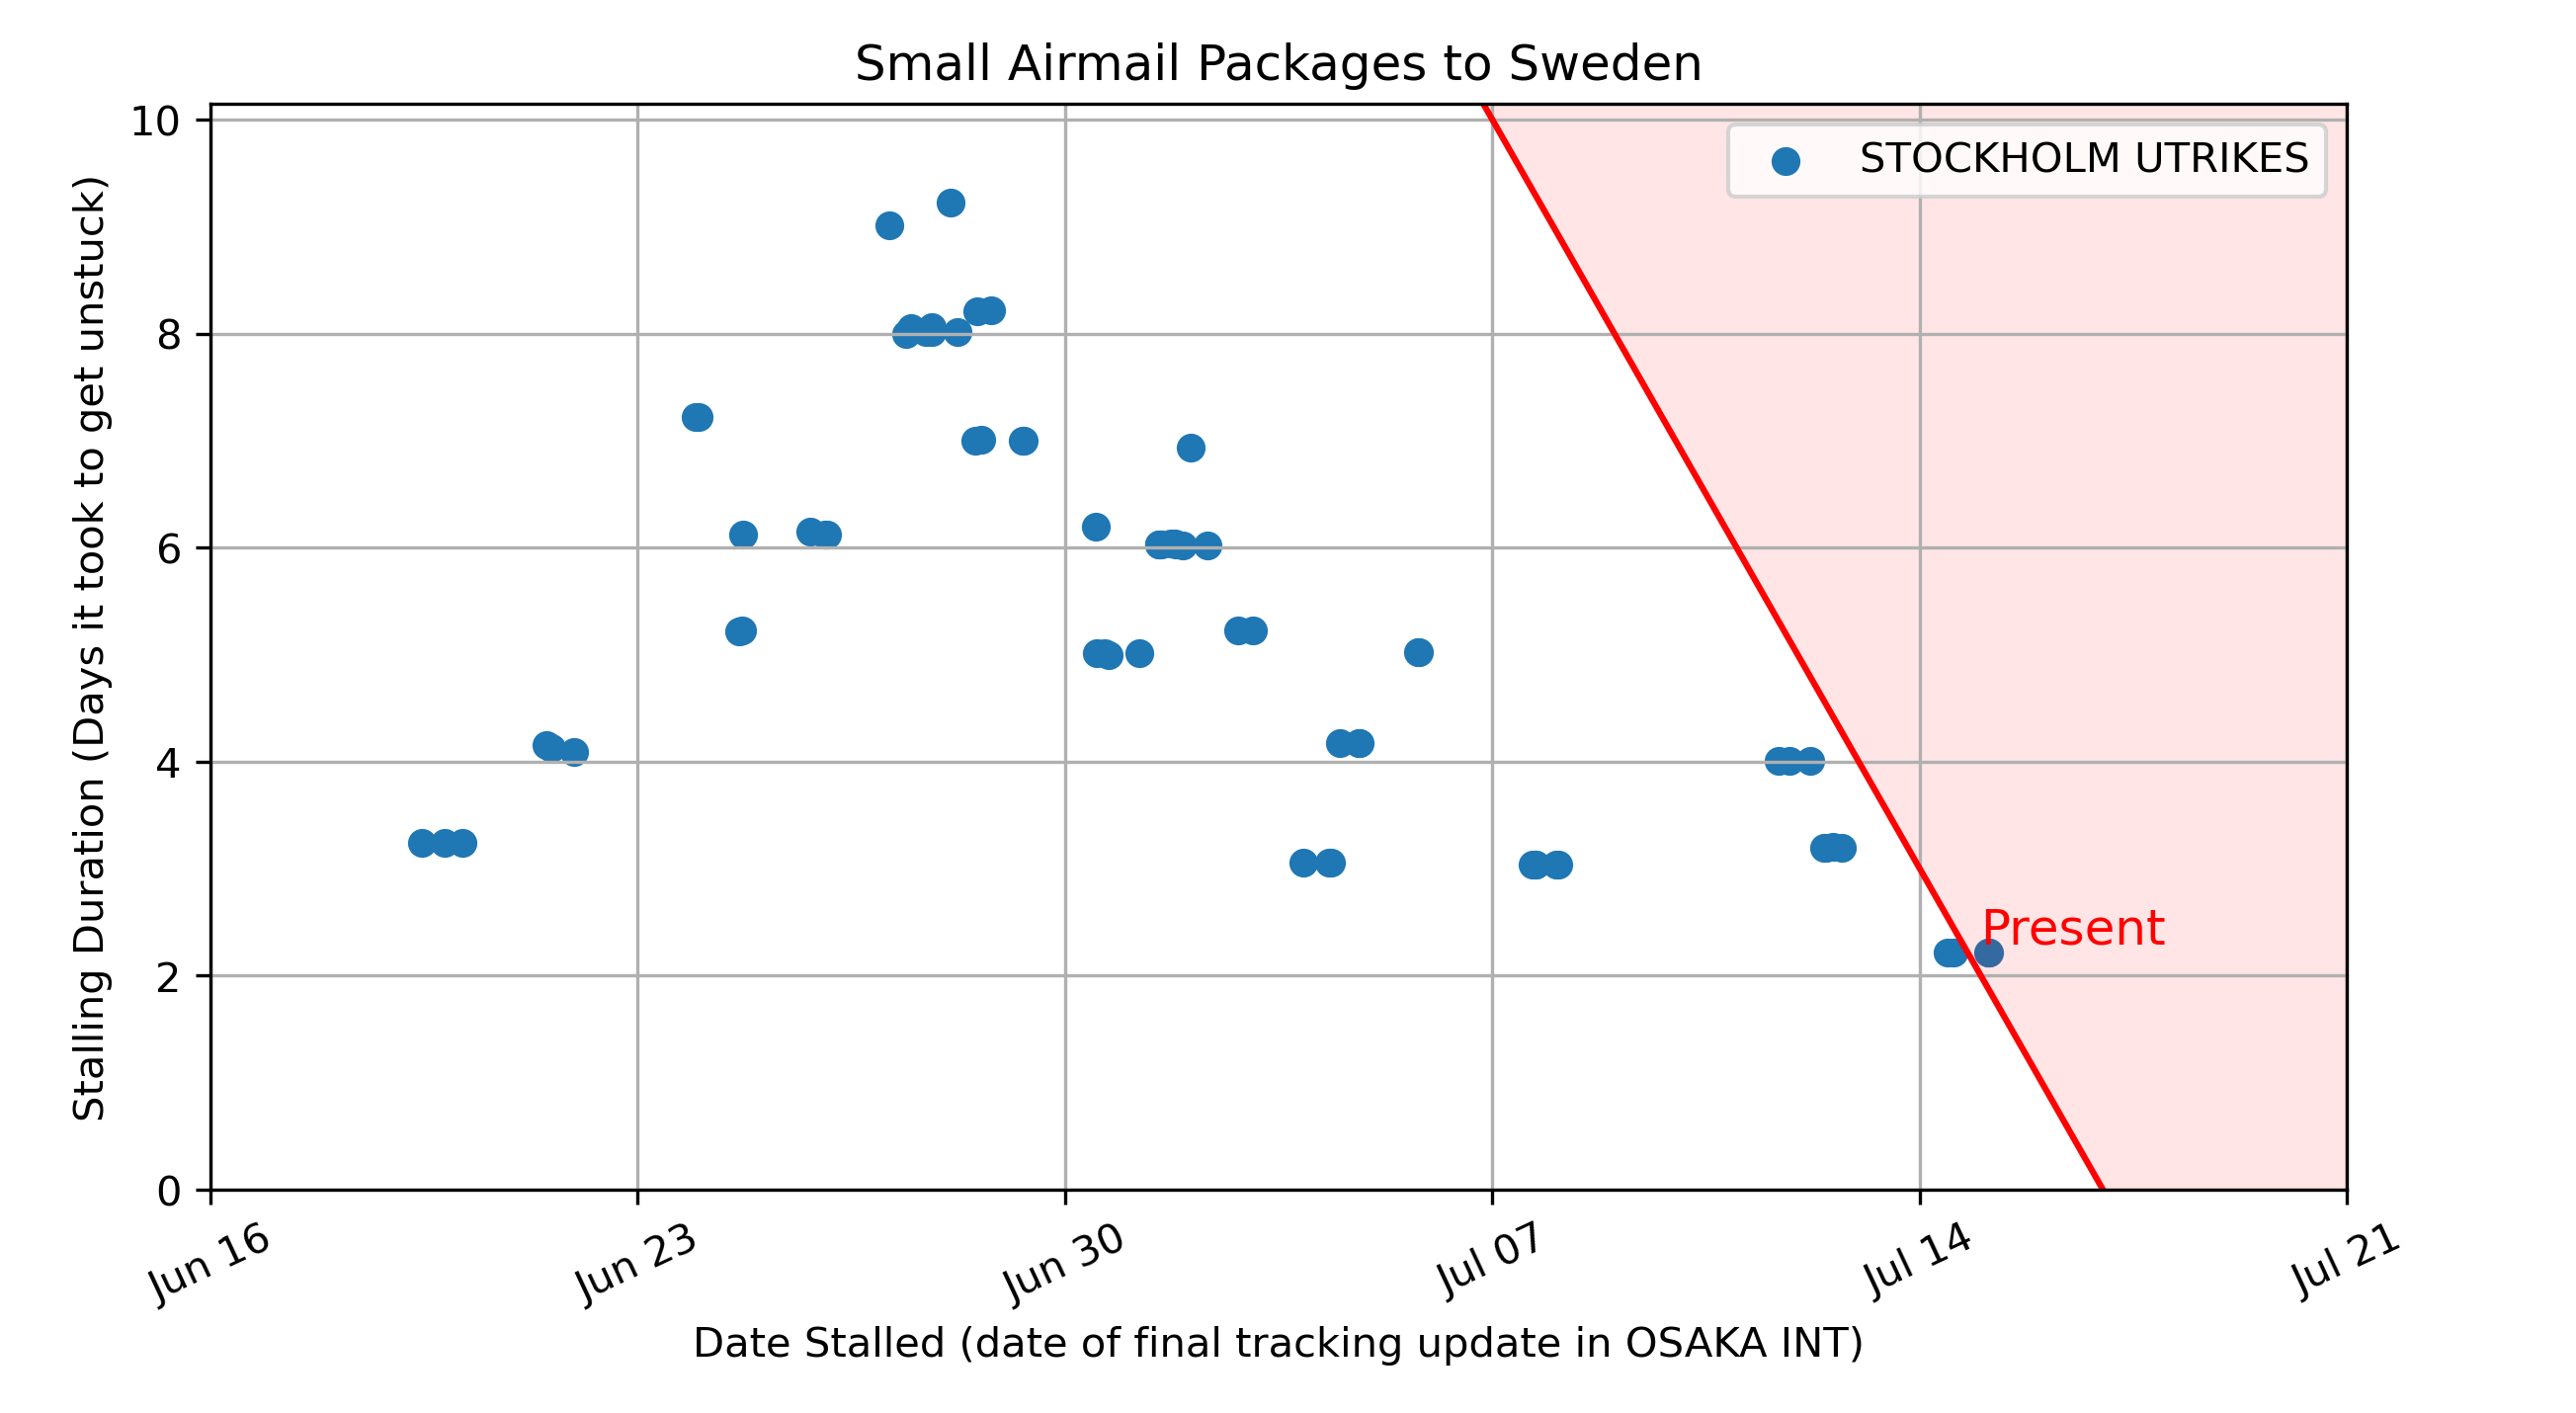 Small Airmail Packages to Sweden
STOCKHOLM UTRIKES
Stalling Duration (Days it took to get unstuck)
10
8
6
4
2
0
Present
Jun 16
Jun 23
Jun 30
Jul 07
Jul 14
Jul 21
Date Stalled (date of final tracking update in OSAKA INT)